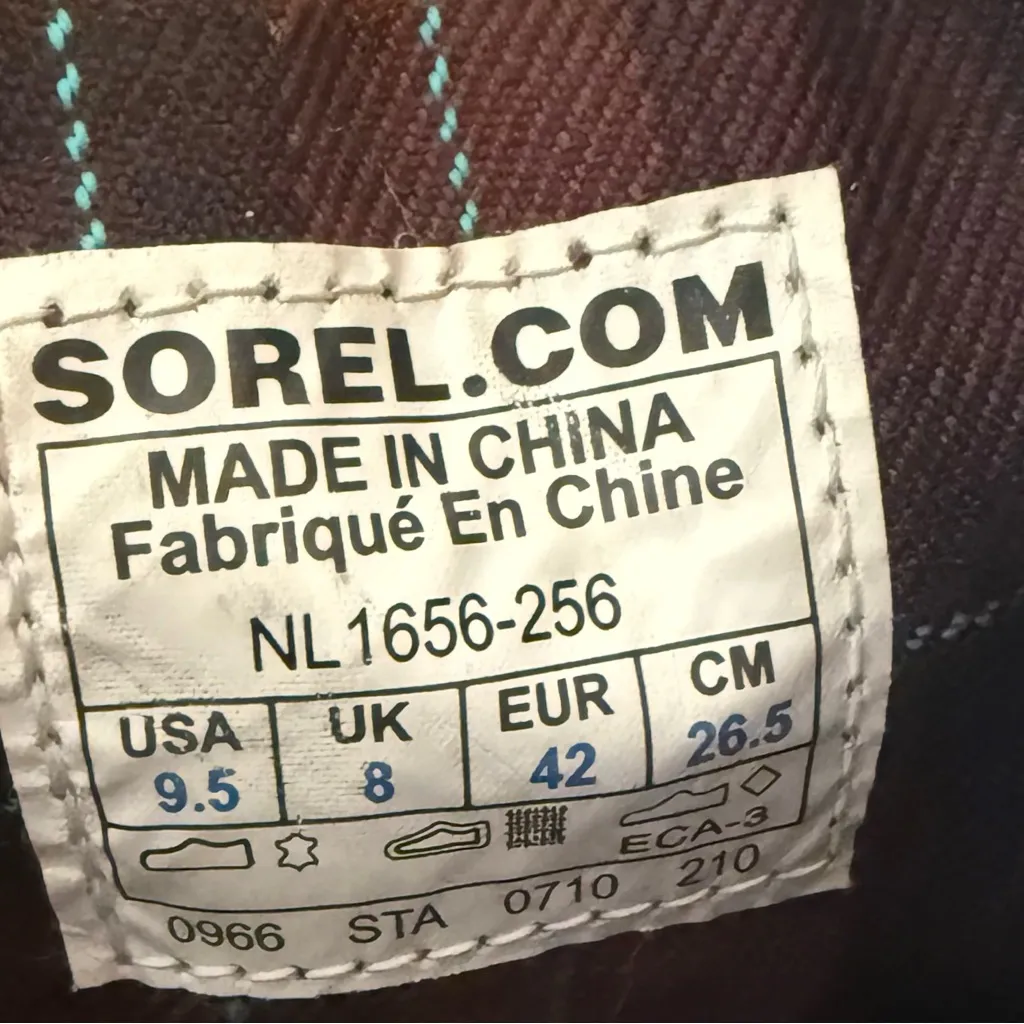 SOREL.COM
MADE IN CHINA
Fabriqué En Chine
NL1656-256
USA UK EUR CM
9.5 8 42 26.5
ECA-3
0966 STA 0710 210